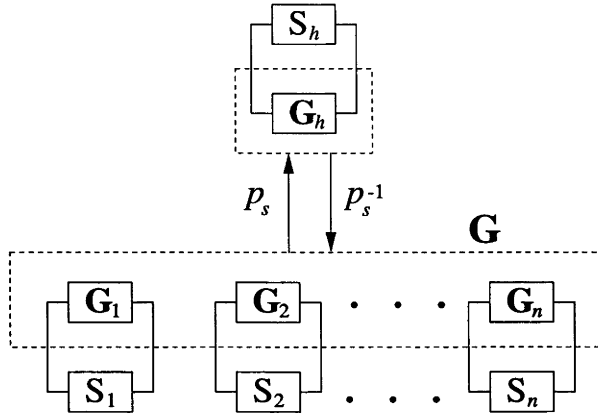 S_h
G_h
p_s p_s^-1
G
G_1 G_2 . . . G_n
S_1 S_2 . . . S_n